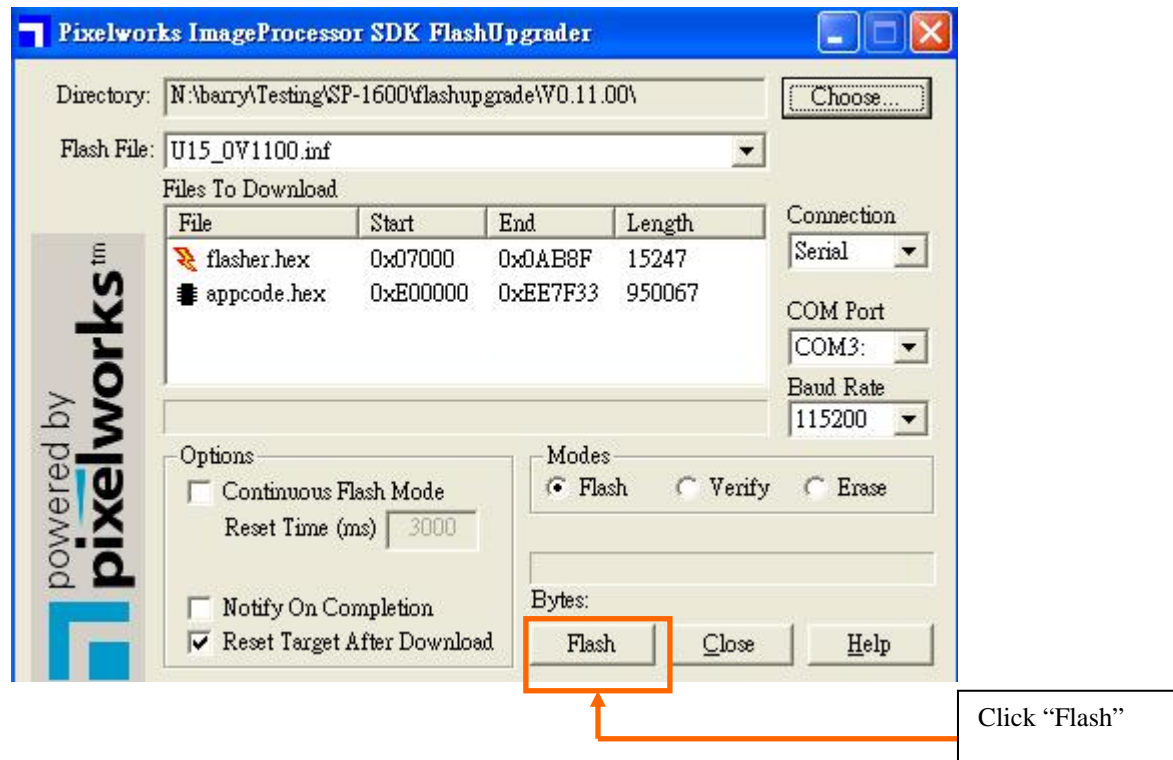 Pixelworks ImageProcessor SDK FlashUpgrader
Directory: N:\barry\Testing\SP-1600\flashupgrade\V0.11.00\ Choose...
Flash File: U15_0V1100.inf
Files To Download
File Start End Length
flasher.hex 0x07000 0x0AB8F 15247
appcode.hex 0xE00000 0xEE7F33 950067
Connection
Serial
COM Port
COM3:
Baud Rate
115200
powered by
pixelworks tm
Options
Continuous Flash Mode
Reset Time (ms) 3000
Notify On Completion
Reset Target After Download
Modes
Flash Verify Erase
Bytes:
Flash Close Help
Click “Flash”